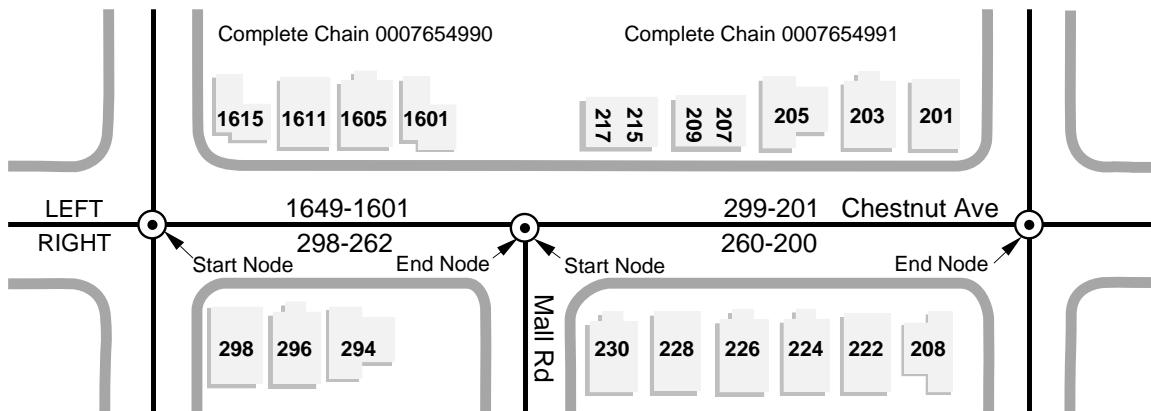 Complete Chain 0007654990 Complete Chain 0007654991
1615 1611 1605 1601 217 215 209 207 205 203 201
LEFT 1649-1601 299-201 Chestnut Ave
RIGHT 298-262 260-200
Start Node End Node Start Node End Node
Mall Rd
298 296 294 230 228 226 224 222 208